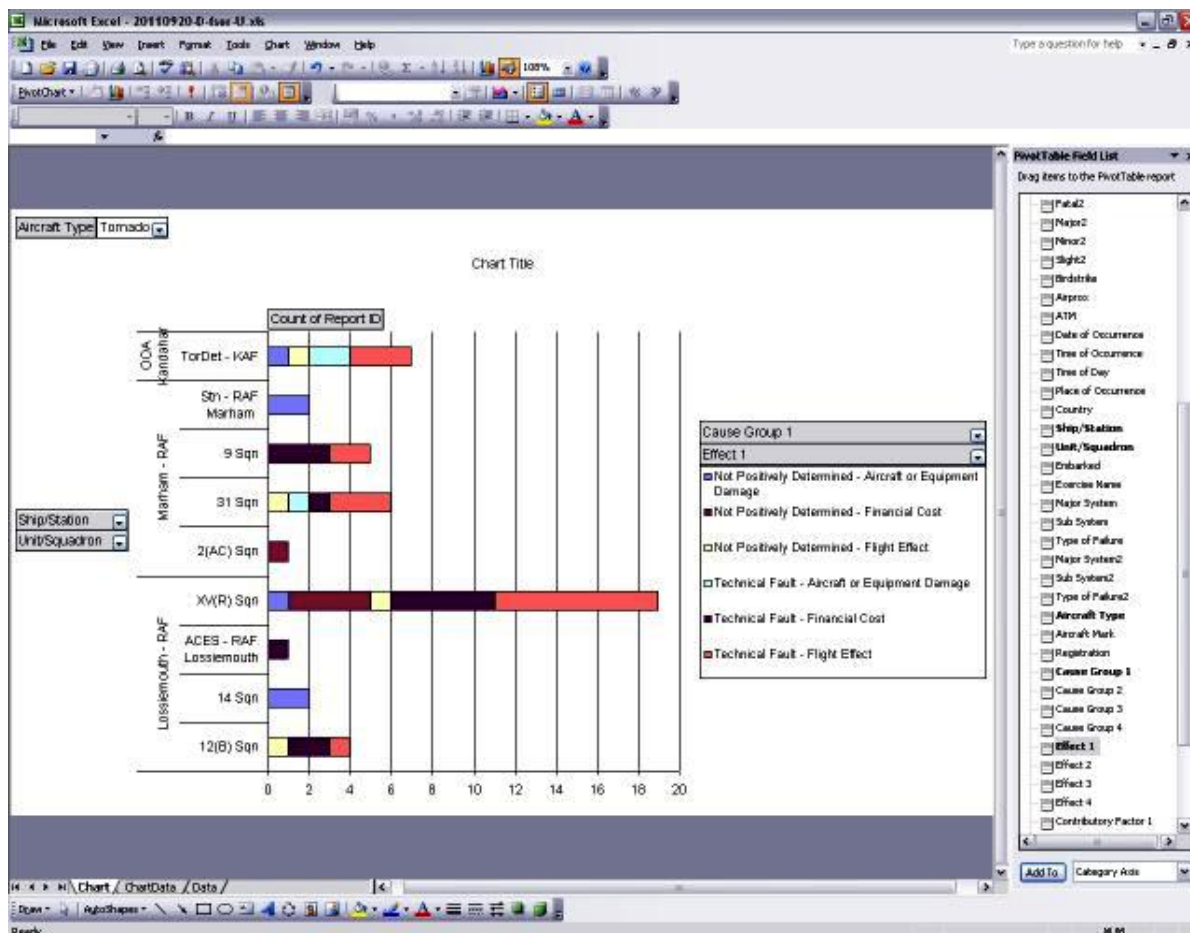 Microsoft Excel - 20110920-D-fser-U.xls
File Edit View Insert Format Tools Chart Window Help
Type a question for help
100%
PivotChart
B I U
fx
PivotTable Field List
Drag items to the PivotTable report
Fatal2
Major2
Minor2
Slight2
Birdstrike
Airprox
ATM
Date of Occurrence
Time of Occurrence
Time of Day
Place of Occurrence
Country
Ship/Station
Unit/Squadron
Embarked
Exercise Name
Major System
Sub System
Type of Failure
Major System2
Sub System2
Type of Failure2
Aircraft Type
Aircraft Mark
Registration
Cause Group 1
Cause Group 2
Cause Group 3
Cause Group 4
Effect 1
Effect 2
Effect 3
Effect 4
Contributory Factor 1
Add To Category Axis
Aircraft Type Tornado
Chart Title
Count of Report ID
OOA
Kandahar
TorDet - KAF
Marham - RAF
Stn - RAF
Marham
9 Sqn
31 Sqn
2(AC) Sqn
Lossiemouth - RAF
XV(R) Sqn
ACES - RAF
Lossiemouth
14 Sqn
12(B) Sqn
Ship/Station
Unit/Squadron
0 2 4 6 8 10 12 14 16 18 20
Cause Group 1
Effect 1
Not Positively Determined - Aircraft or Equipment
Damage
Not Positively Determined - Financial Cost
Not Positively Determined - Flight Effect
Technical Fault - Aircraft or Equipment Damage
Technical Fault - Financial Cost
Technical Fault - Flight Effect
Chart / ChartData / Data /
Draw AutoShapes
Ready